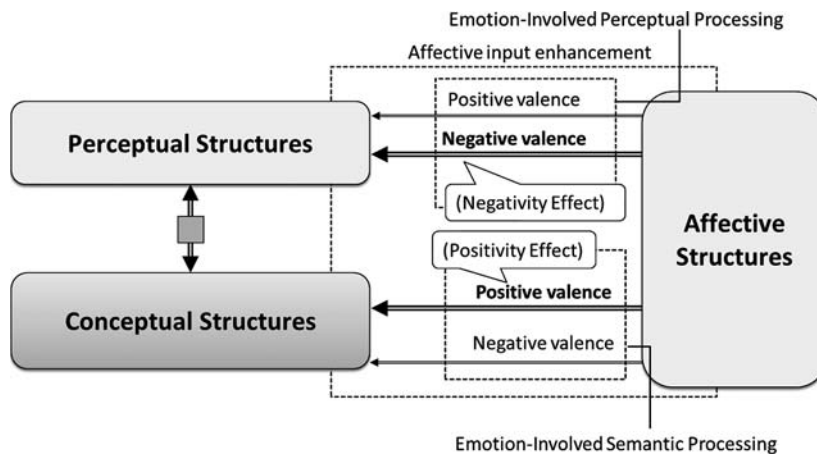 Emotion-Involved Perceptual Processing
Affective input enhancement
Positive valence
Perceptual Structures
Negative valence
(Negativity Effect)
Affective
Structures
(Positivity Effect)
Positive valence
Conceptual Structures
Negative valence
Emotion-Involved Semantic Processing